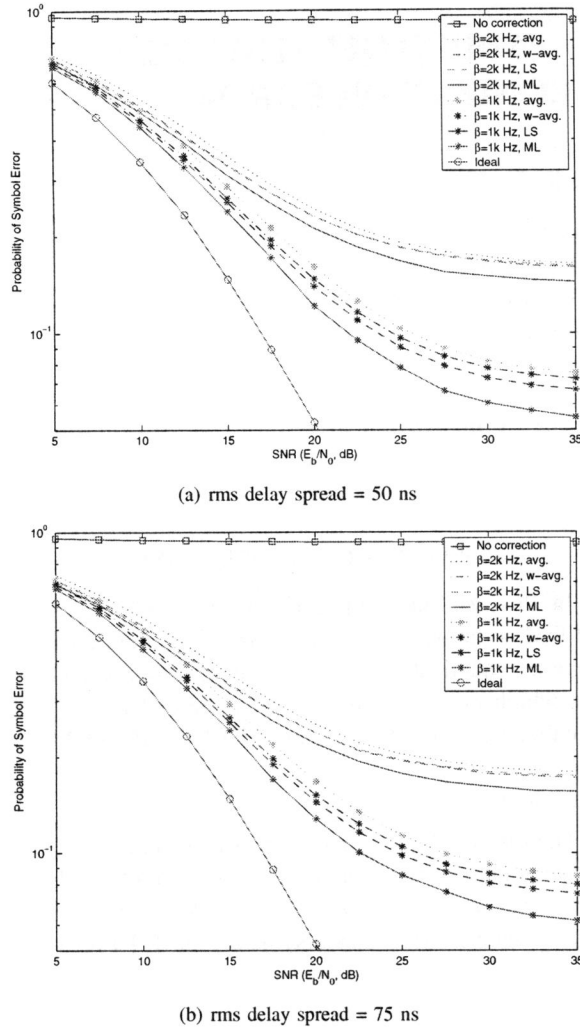 10⁰
10⁻¹
Probability of Symbol Error
No correction
β=2k Hz, avg.
β=2k Hz, w-avg.
β=2k Hz, LS
β=2k Hz, ML
β=1k Hz, avg.
β=1k Hz, w-avg.
β=1k Hz, LS
β=1k Hz, ML
Ideal
5 10 15 20 25 30 35
SNR (E_b/N_0, dB)
(a) rms delay spread = 50 ns
10⁰
10⁻¹
Probability of Symbol Error
No correction
β=2k Hz, avg.
β=2k Hz, w-avg.
β=2k Hz, LS
β=2k Hz, ML
β=1k Hz, avg.
β=1k Hz, w-avg.
β=1k Hz, LS
β=1k Hz, ML
Ideal
5 10 15 20 25 30 35
SNR (E_b/N_0, dB)
(b) rms delay spread = 75 ns